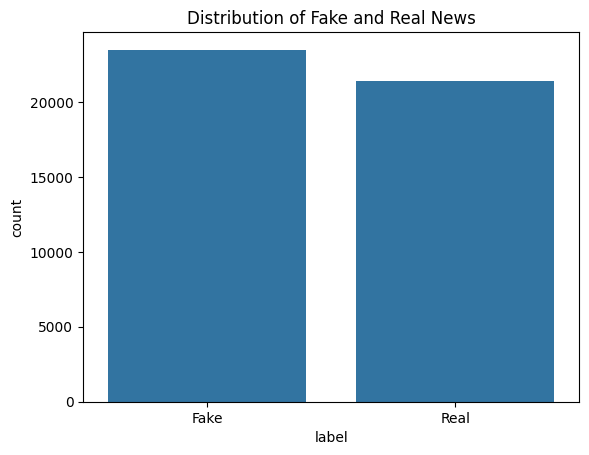 Distribution of Fake and Real News
count
20000
15000
10000
5000
0
Fake Real
label